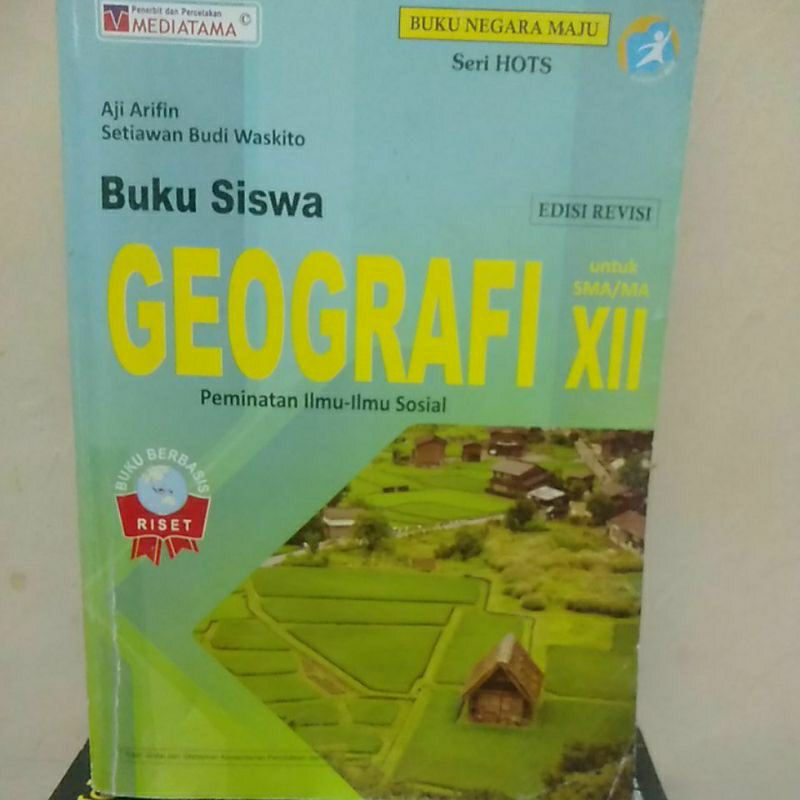 Penerbit dan Percetakan
MEDIATAMA ©
BUKU NEGARA MAJU
Seri HOTS
Aji Arifin
Setiawan Budi Waskito
Buku Siswa
EDISI REVISI
GEOGRAFI
untuk
SMA/MA
XII
Peminatan Ilmu-Ilmu Sosial
BUKU BERBASIS
RISET